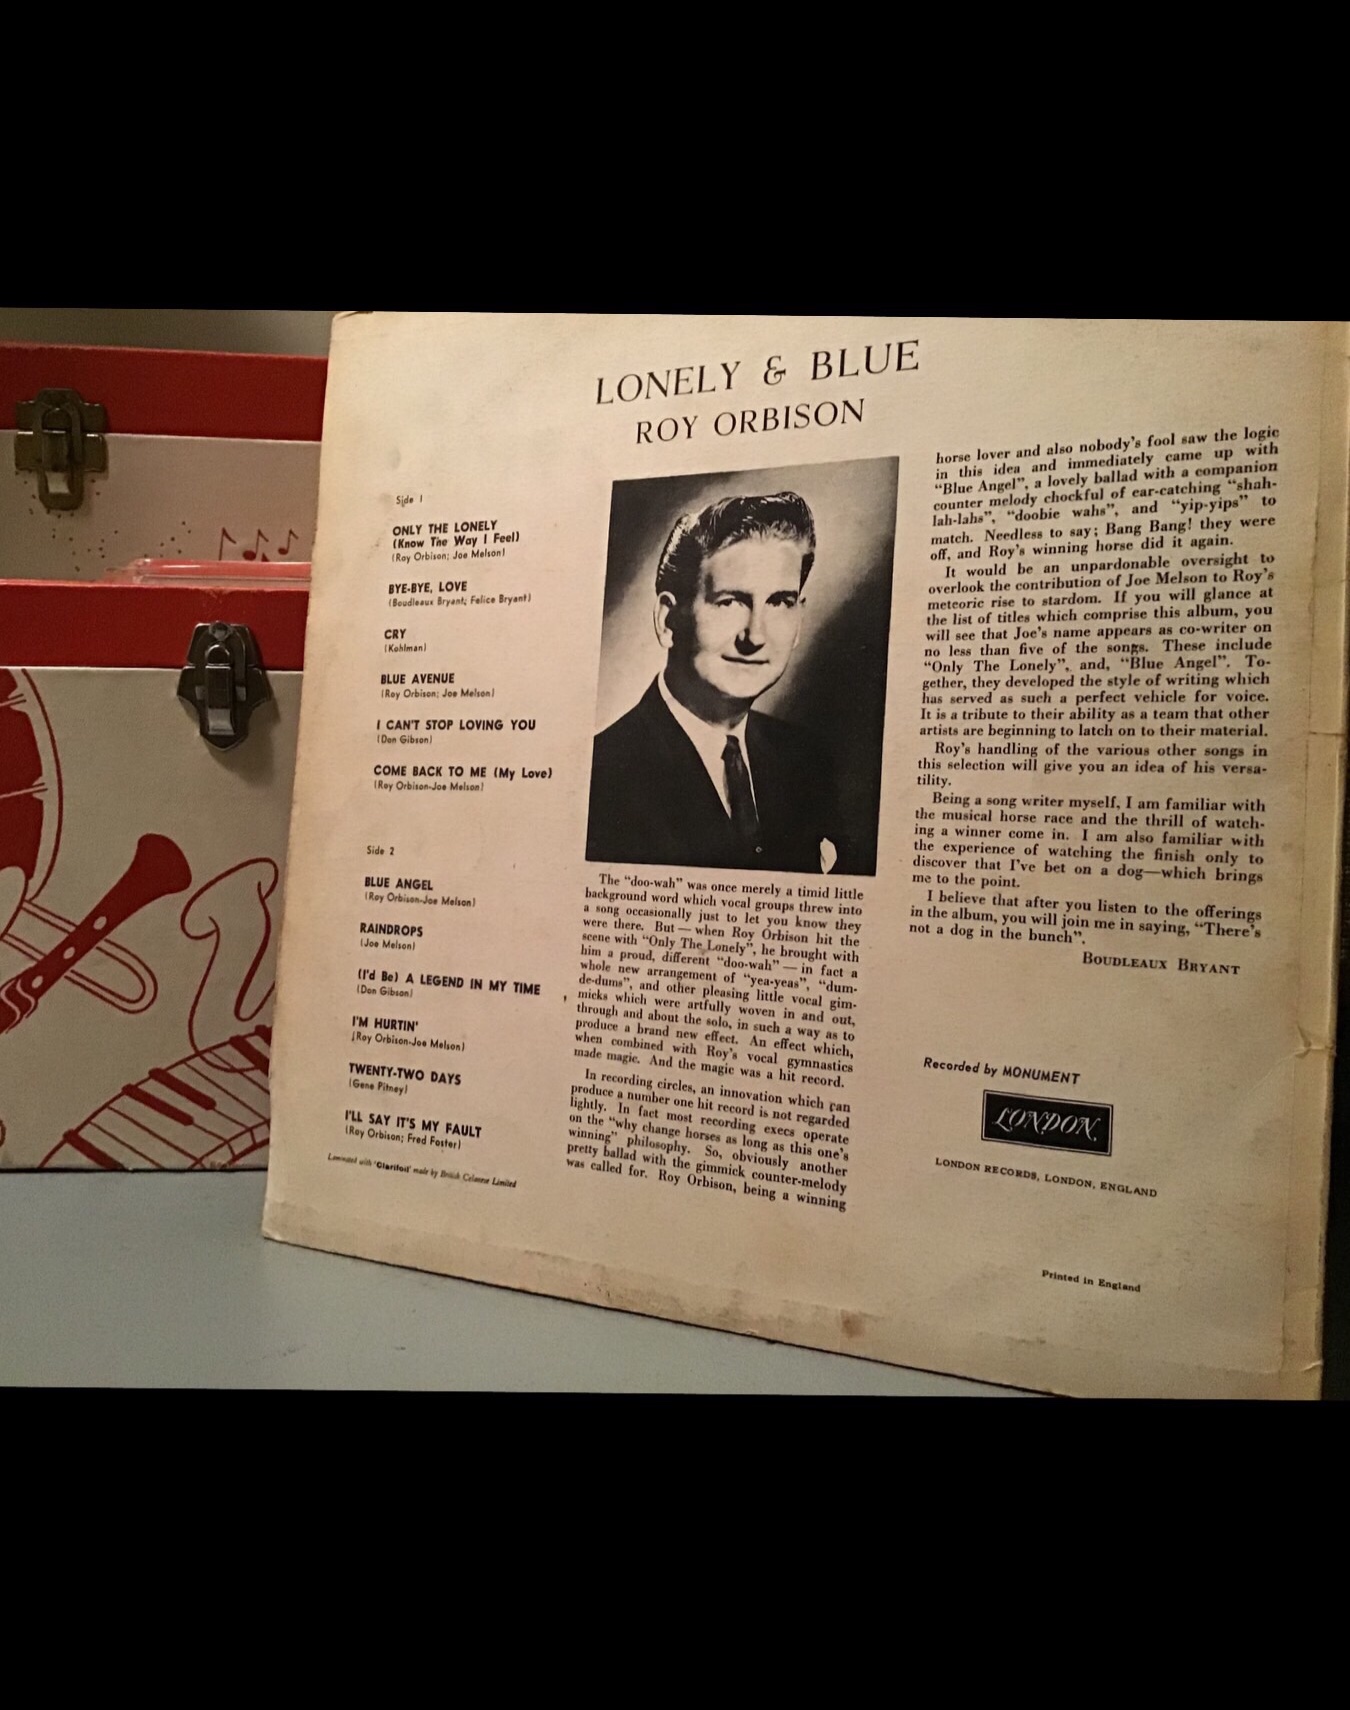 LONELY & BLUE
ROY ORBISON
Side 1
ONLY THE LONELY
(Know The Way I Feel)
(Roy Orbison; Joe Melson)
BYE-BYE, LOVE
(Boudleaux Bryant; Felice Bryant)
CRY
(Kohlman)
BLUE AVENUE
(Roy Orbison; Joe Melson)
I CAN'T STOP LOVING YOU
(Don Gibson)
COME BACK TO ME (My Love)
(Roy Orbison-Joe Melson)
Side 2
BLUE ANGEL
(Roy Orbison-Joe Melson)
RAINDROPS
(Joe Melson)
(I'd Be) A LEGEND IN MY TIME
(Don Gibson)
I'M HURTIN'
(Roy Orbison-Joe Melson)
TWENTY-TWO DAYS
(Gene Pitney)
I'LL SAY IT'S MY FAULT
(Roy Orbison; Fred Foster)
Laminated with 'Clarifoil' made by British Celanese Limited
The "doo-wah" was once merely a timid little
background word which vocal groups threw into
a song occasionally just to let you know they
were there. But — when Roy Orbison hit the
scene with "Only The Lonely", he brought with
him a proud, different "doo-wah" — in fact a
whole new arrangement of "yea-yeas", "dum-
de-dums", and other pleasing little vocal gim-
micks which were artfully woven in and out,
through and about the solo, in such a way as to
produce a brand new effect. An effect which,
when combined with Roy's vocal gymnastics
made magic. And the magic was a hit record.
In recording circles, an innovation which can
produce a number one hit record is not regarded
lightly. In fact most recording execs operate
on the "why change horses as long as this one's
winning" philosophy. So, obviously another
pretty ballad with the gimmick counter-melody
was called for. Roy Orbison, being a winning
horse lover and also nobody's fool saw the logic
in this idea and immediately came up with
"Blue Angel", a lovely ballad with a companion
counter melody chockful of ear-catching "shah-
lah-lahs", "doobie wahs", and "yip-yips" to
match. Needless to say; Bang Bang! they were
off, and Roy's winning horse did it again.
It would be an unpardonable oversight to
overlook the contribution of Joe Melson to Roy's
meteoric rise to stardom. If you will glance at
the list of titles which comprise this album, you
will see that Joe's name appears as co-writer on
no less than five of the songs. These include
"Only The Lonely", and, "Blue Angel". To-
gether, they developed the style of writing which
has served as such a perfect vehicle for voice.
It is a tribute to their ability as a team that other
artists are beginning to latch on to their material.
Roy's handling of the various other songs in
this selection will give you an idea of his versa-
tility.
Being a song writer myself, I am familiar with
the musical horse race and the thrill of watch-
ing a winner come in. I am also familiar with
the experience of watching the finish only to
discover that I've bet on a dog—which brings
me to the point.
I believe that after you listen to the offerings
in the album, you will join me in saying, "There's
not a dog in the bunch".
BOUDLEAUX BRYANT
Recorded by MONUMENT
LONDON
LONDON RECORDS, LONDON, ENGLAND
Printed in England